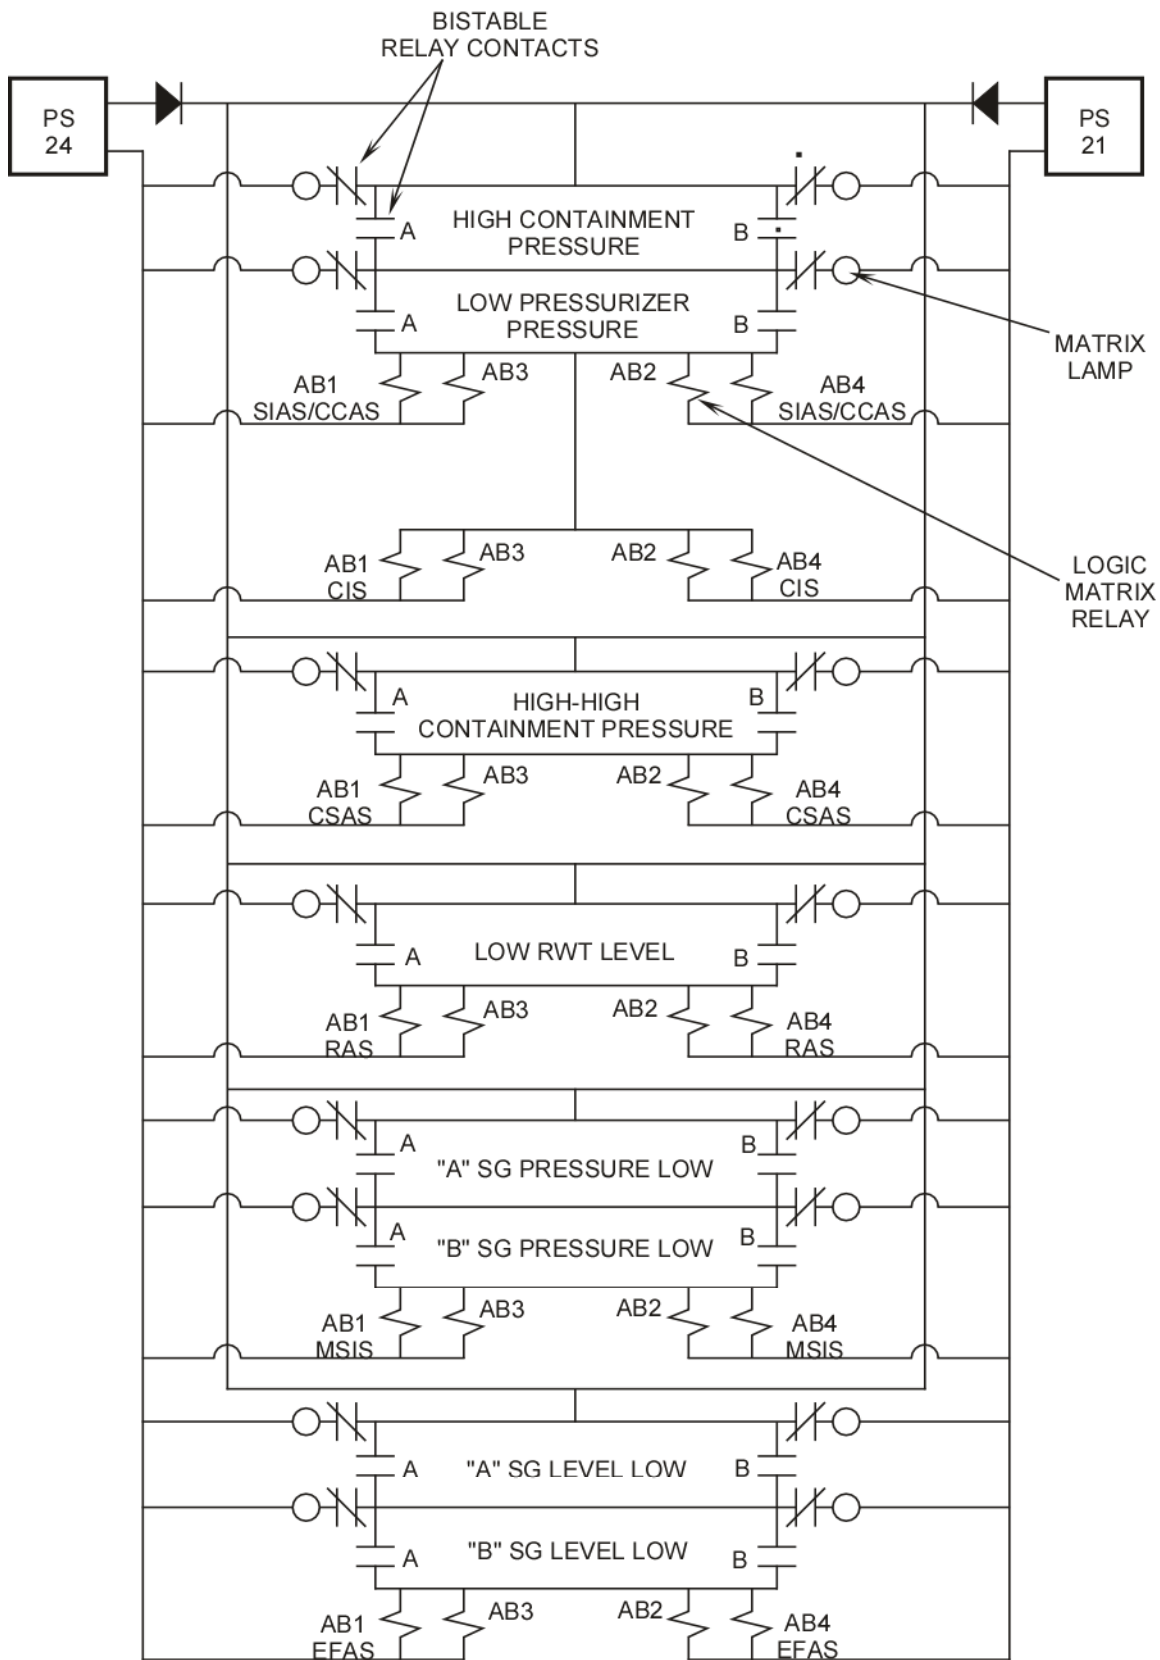 BISTABLE
RELAY CONTACTS
PS
24
PS
21
A
HIGH CONTAINMENT
PRESSURE
B
A
LOW PRESSURIZER
PRESSURE
B
MATRIX
LAMP
AB1
SIAS/CCAS
AB3
AB2
AB4
SIAS/CCAS
AB1
CIS
AB3
AB2
AB4
CIS
LOGIC
MATRIX
RELAY
A
HIGH-HIGH
CONTAINMENT PRESSURE
B
AB1
CSAS
AB3
AB2
AB4
CSAS
A
LOW RWT LEVEL
B
AB1
RAS
AB3
AB2
AB4
RAS
A
"A" SG PRESSURE LOW
B
A
"B" SG PRESSURE LOW
B
AB1
MSIS
AB3
AB2
AB4
MSIS
A
"A" SG LEVEL LOW
B
A
"B" SG LEVEL LOW
B
AB1
EFAS
AB3
AB2
AB4
EFAS